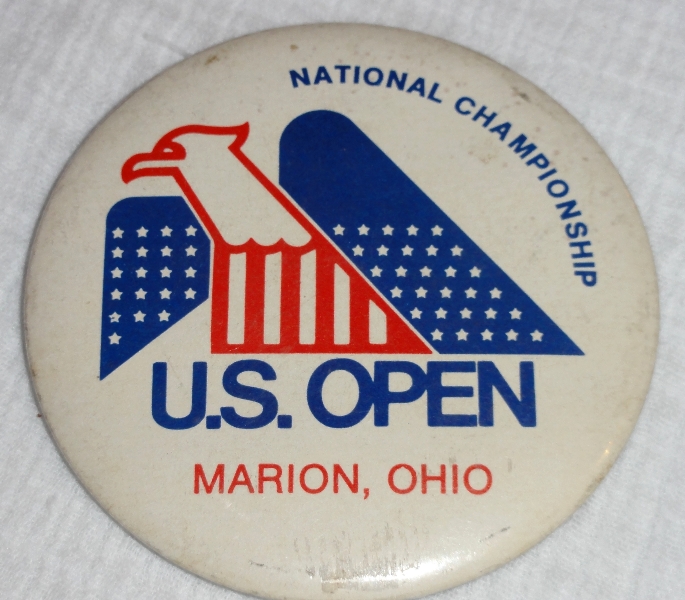 NATIONAL CHAMPIONSHIP
U.S. OPEN
MARION, OHIO